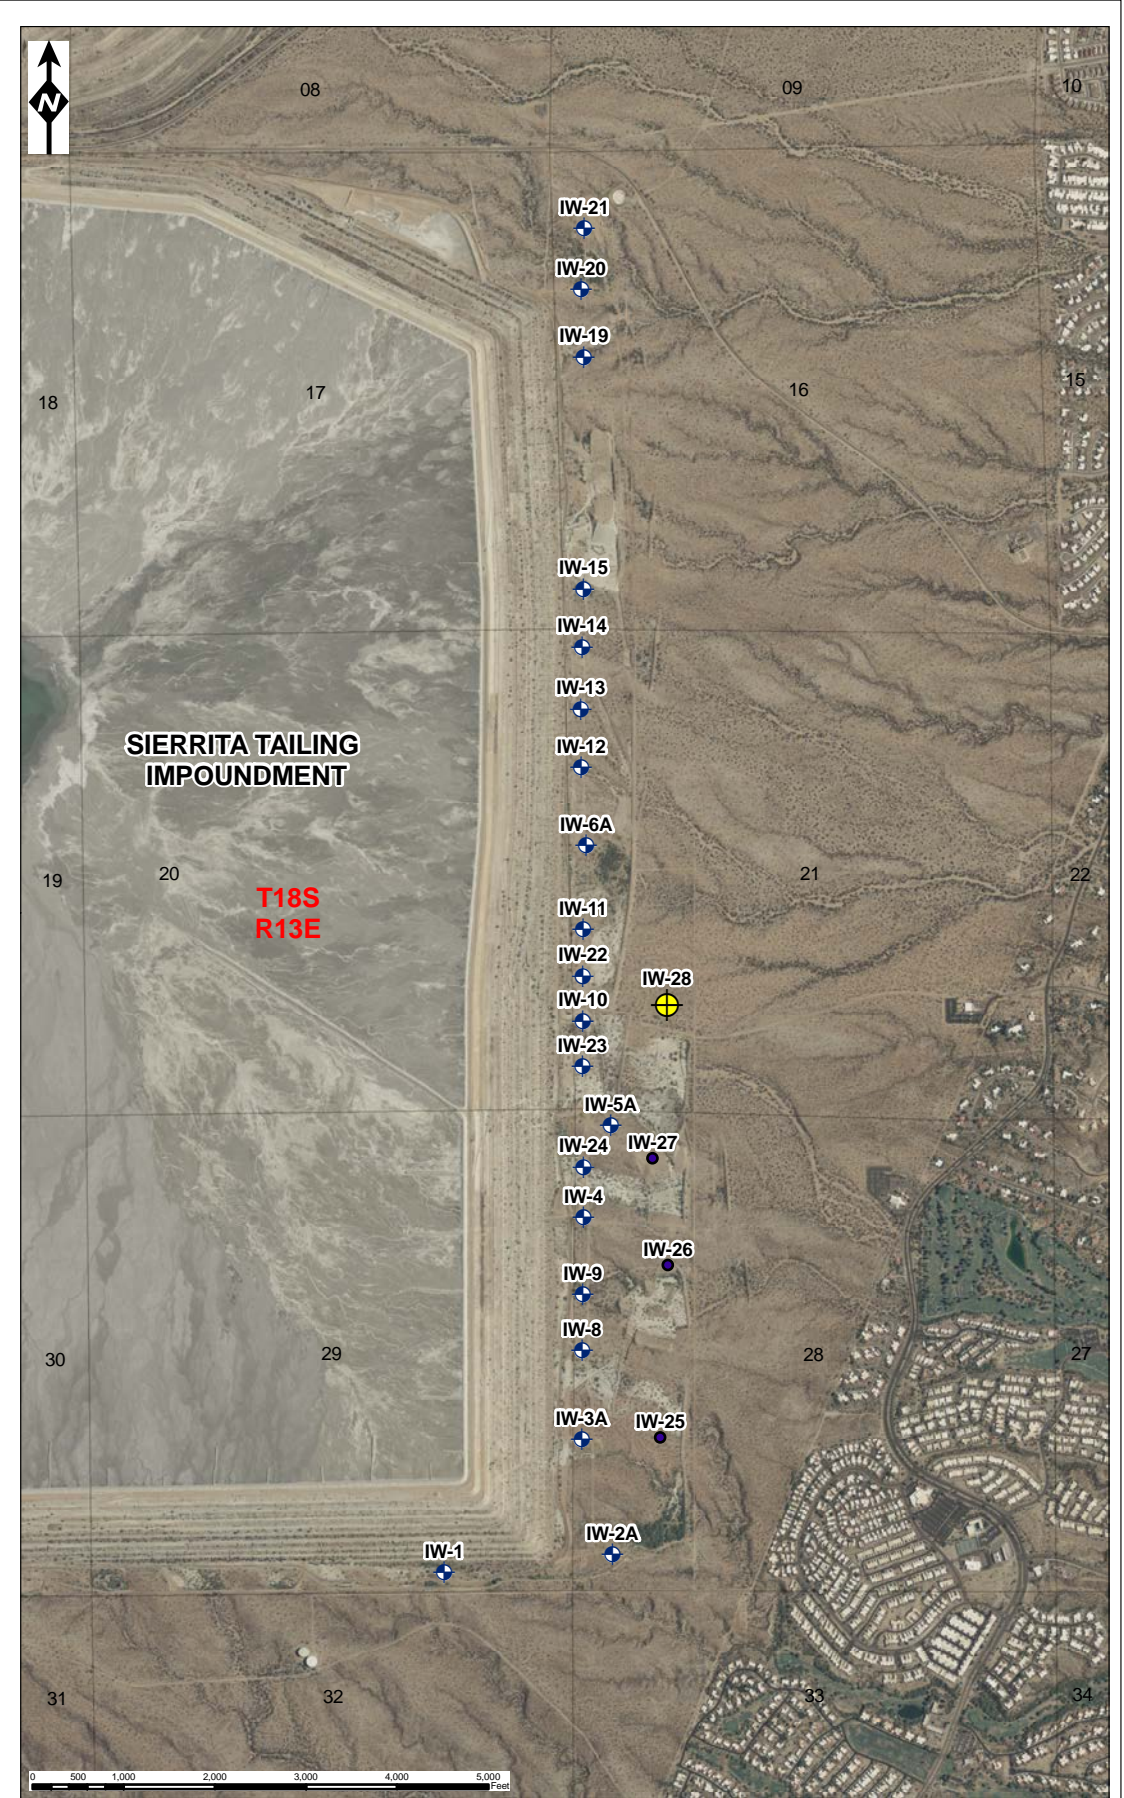 N
08
09
10
IW-21
IW-20
IW-19
18
17
16
15
IW-15
IW-14
IW-13
SIERRITA TAILING
IMPOUNDMENT
IW-12
IW-6A
19
20
21
22
T18S
R13E
IW-11
IW-22
IW-28
IW-10
IW-23
IW-5A
IW-24
IW-27
IW-4
IW-26
IW-9
IW-8
30
29
28
27
IW-3A
IW-25
IW-2A
IW-1
31
32
33
34
0 500 1,000 2,000 3,000 4,000 5,000
Feet